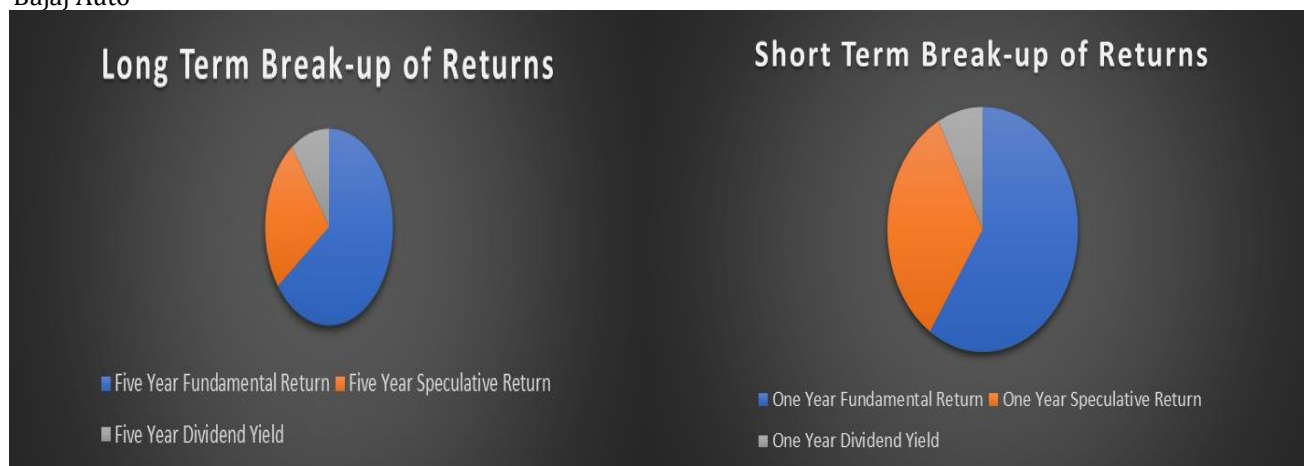 Bajaj Auto
Long Term Break-up of Returns
Five Year Fundamental Return Five Year Speculative Return
Five Year Dividend Yield
Short Term Break-up of Returns
One Year Fundamental Return One Year Speculative Return
One Year Dividend Yield